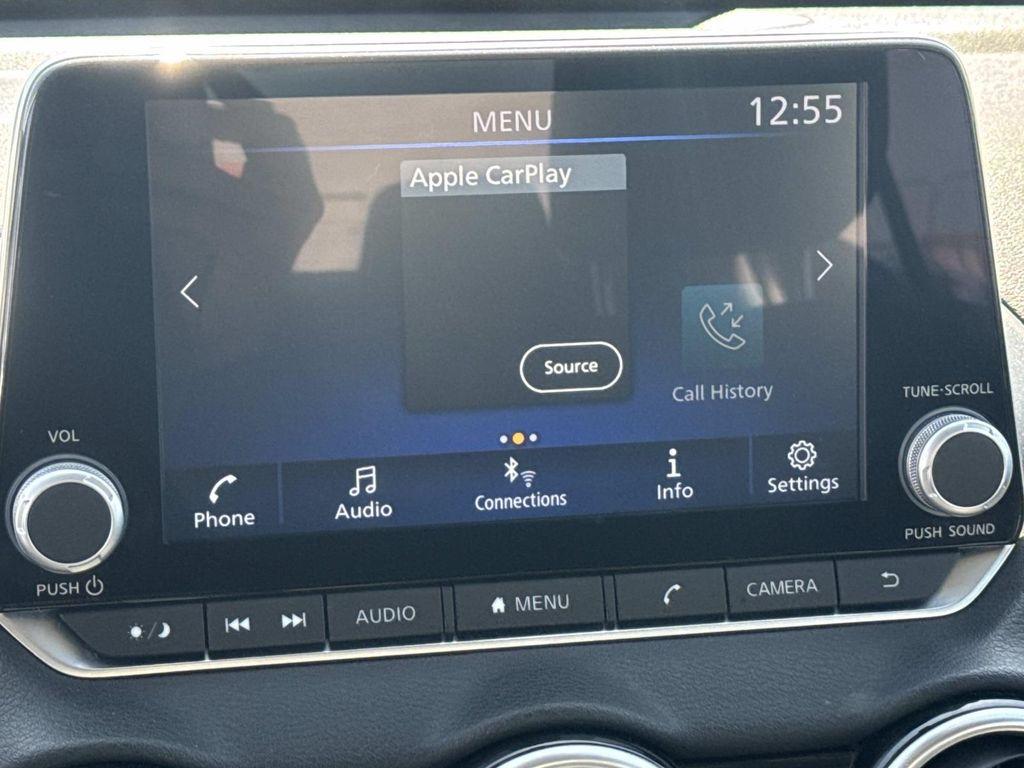 MENU
12:55
Apple CarPlay
Source
Call History
TUNE·SCROLL
VOL
Phone
Audio
Connections
Info
Settings
PUSH SOUND
PUSH
AUDIO
MENU
CAMERA